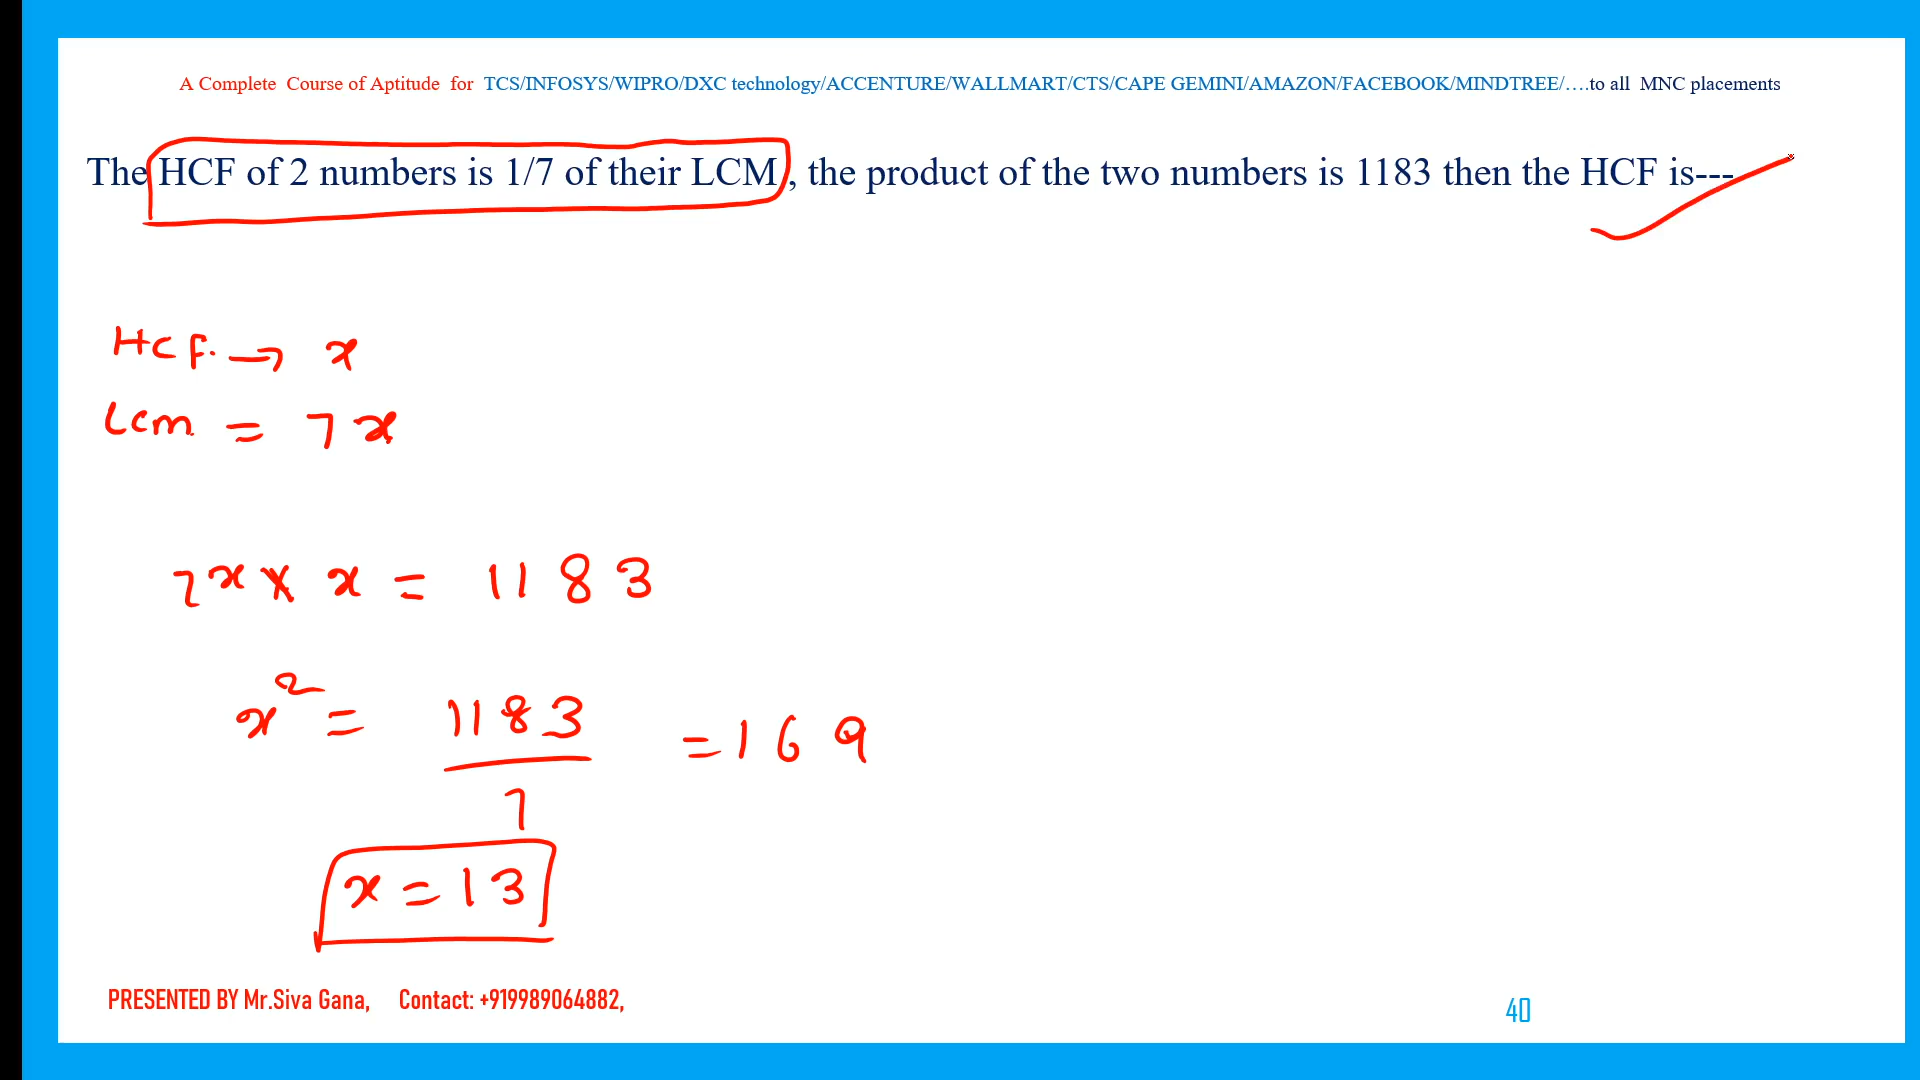 A Complete Course of Aptitude for TCS/INFOSYS/WIPRO/DXC technology/ACCENTURE/WALLMART/CTS/CAPE GEMINI/AMAZON/FACEBOOK/MINDTREE/….to all MNC placements
The HCF of 2 numbers is 1/7 of their LCM , the product of the two numbers is 1183 then the HCF is---
HCF. → x
LCM = 7x
7x × x = 1183
x² = 1183/7 = 169
x = 13
PRESENTED BY Mr.Siva Gana, Contact: +919989064882,
40